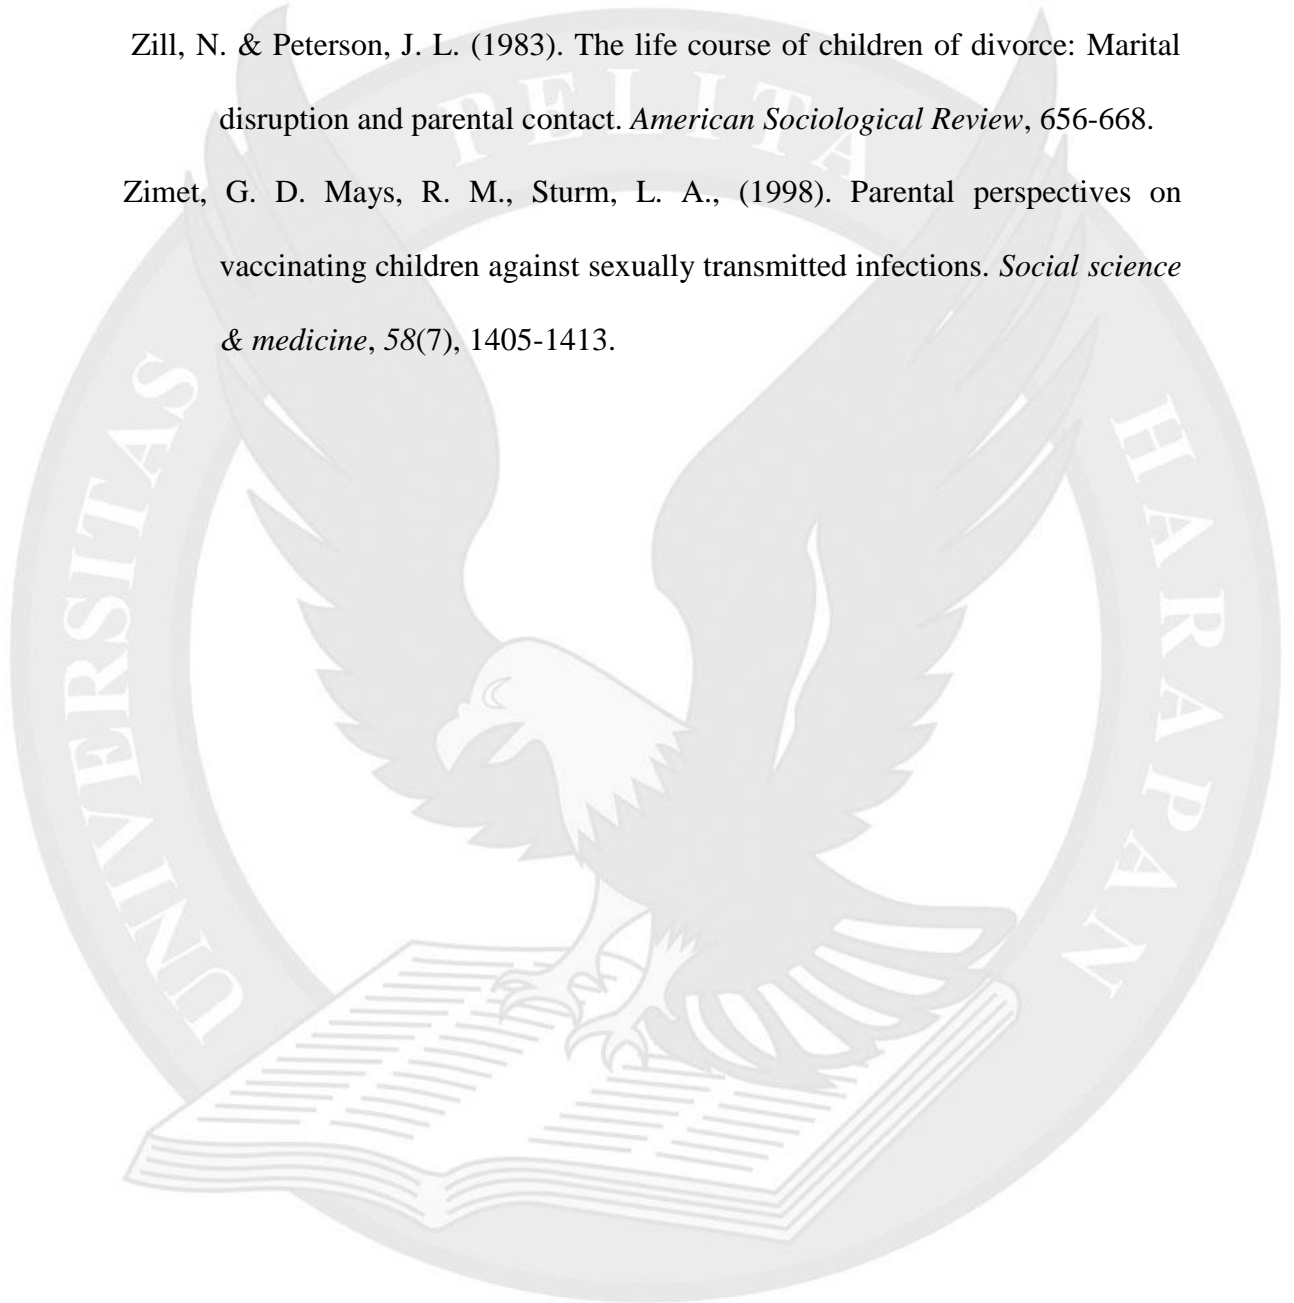 Zill, N. & Peterson, J. L. (1983). The life course of children of divorce: Marital
disruption and parental contact. American Sociological Review, 656-668.
Zimet, G. D. Mays, R. M., Sturm, L. A., (1998). Parental perspectives on
vaccinating children against sexually transmitted infections. Social science
& medicine, 58(7), 1405-1413.
UNIVERSITAS PELITA HARAPAN